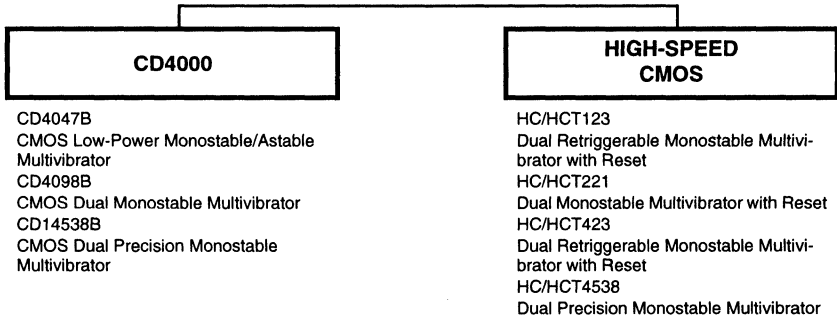 CD4000
CD4047B
CMOS Low-Power Monostable/Astable
Multivibrator
CD4098B
CMOS Dual Monostable Multivibrator
CD14538B
CMOS Dual Precision Monostable
Multivibrator
HIGH-SPEED
CMOS
HC/HCT123
Dual Retriggerable Monostable Multivi-
brator with Reset
HC/HCT221
Dual Monostable Multivibrator with Reset
HC/HCT423
Dual Retriggerable Monostable Multivi-
brator with Reset
HC/HCT4538
Dual Precision Monostable Multivibrator